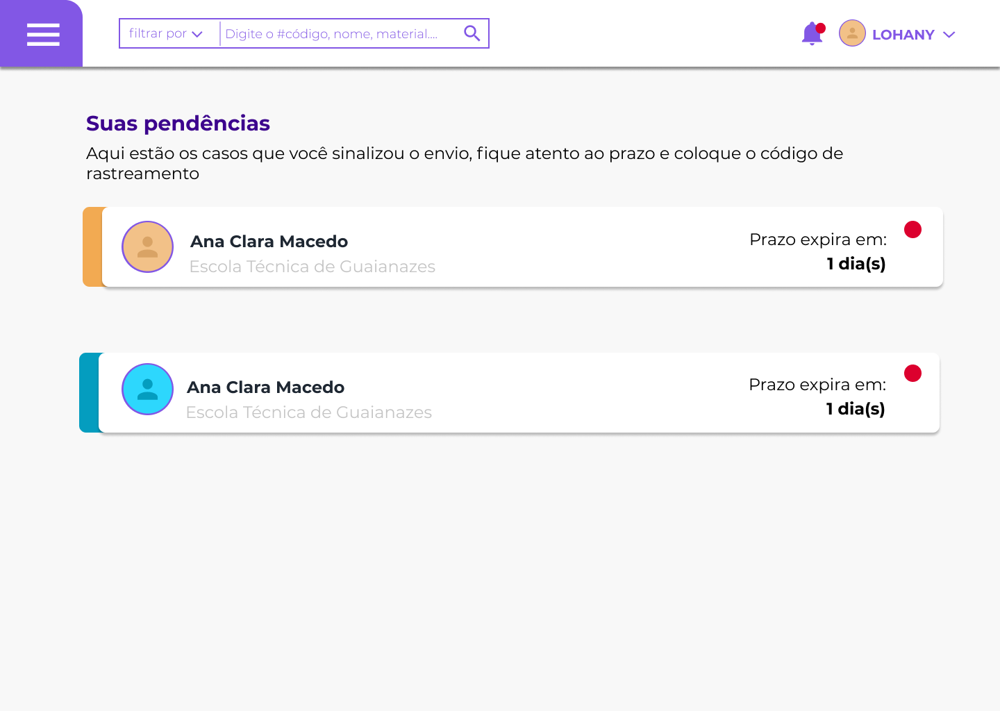 filtrar por
Digite o #código, nome, material....
LOHANY
Suas pendências
Aqui estão os casos que você sinalizou o envio, fique atento ao prazo e coloque o código de
rastreamento
Ana Clara Macedo
Escola Técnica de Guaianazes
Prazo expira em:
1 dia(s)
Ana Clara Macedo
Escola Técnica de Guaianazes
Prazo expira em:
1 dia(s)